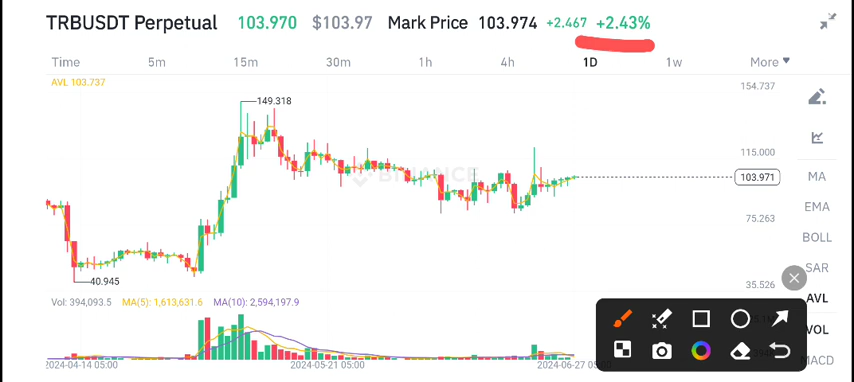 TRBUSDT Perpetual 103.970 $103.97 Mark Price 103.974 +2.467 +2.43%
Time 5m 15m 30m 1h 4h 1D 1w More
AVL 103.737
154.737
149.318
115.000
BINANCE
103.971
MA
EMA
75.263
BOLL
SAR
40.945
35.526
AVL
Vol: 394,093.5 MA(5): 1,613,631.6 MA(10): 2,594,197.9
VOL
MACD
2024-04-14 05:00 2024-05-21 05:00 2024-06-27 05:00